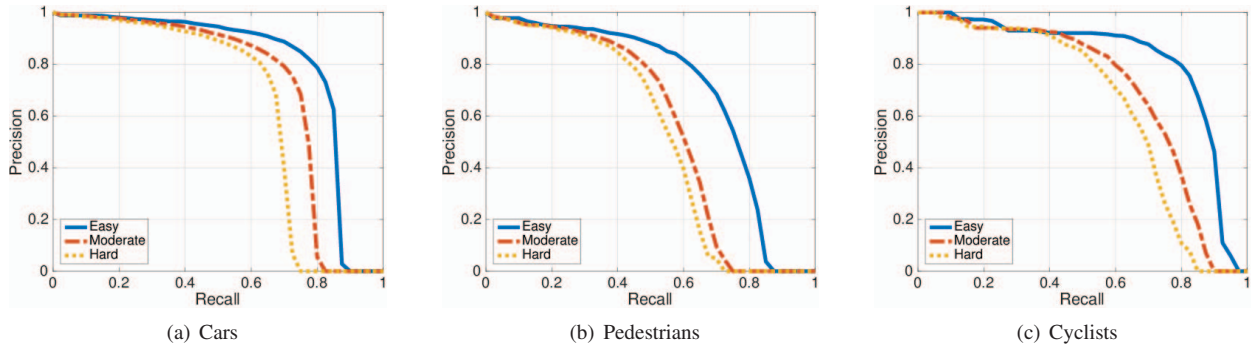 1
0.8
0.6
0.4
0.2
0
Precision
0 0.2 0.4 0.6 0.8 1
Recall
Easy
Moderate
Hard
(a) Cars
1
0.8
0.6
0.4
0.2
0
Precision
0 0.2 0.4 0.6 0.8 1
Recall
Easy
Moderate
Hard
(b) Pedestrians
1
0.8
0.6
0.4
0.2
0
Precision
0 0.2 0.4 0.6 0.8 1
Recall
Easy
Moderate
Hard
(c) Cyclists